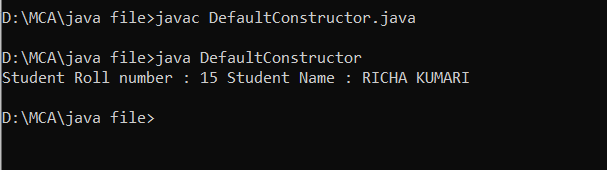 D:\MCA\java file>javac DefaultConstructor.java
D:\MCA\java file>java DefaultConstructor
Student Roll number : 15 Student Name : RICHA KUMARI
D:\MCA\java file>